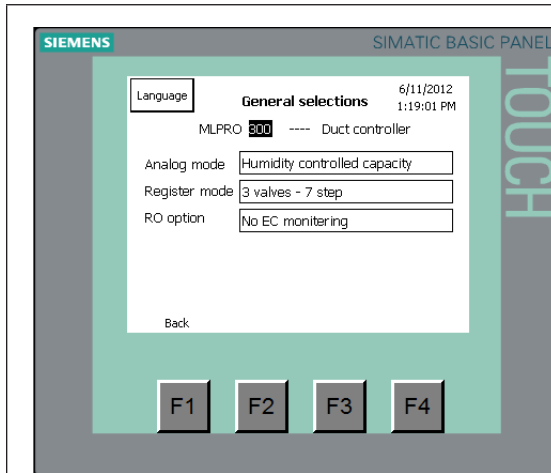 SIEMENS
SIMATIC BASIC PANEL
TOUCH
Language
General selections
6/11/2012
1:19:01 PM
MLPRO 300 ---- Duct controller
Analog mode Humidity controlled capacity
Register mode 3 valves - 7 step
RO option No EC monitering
Back
F1 F2 F3 F4